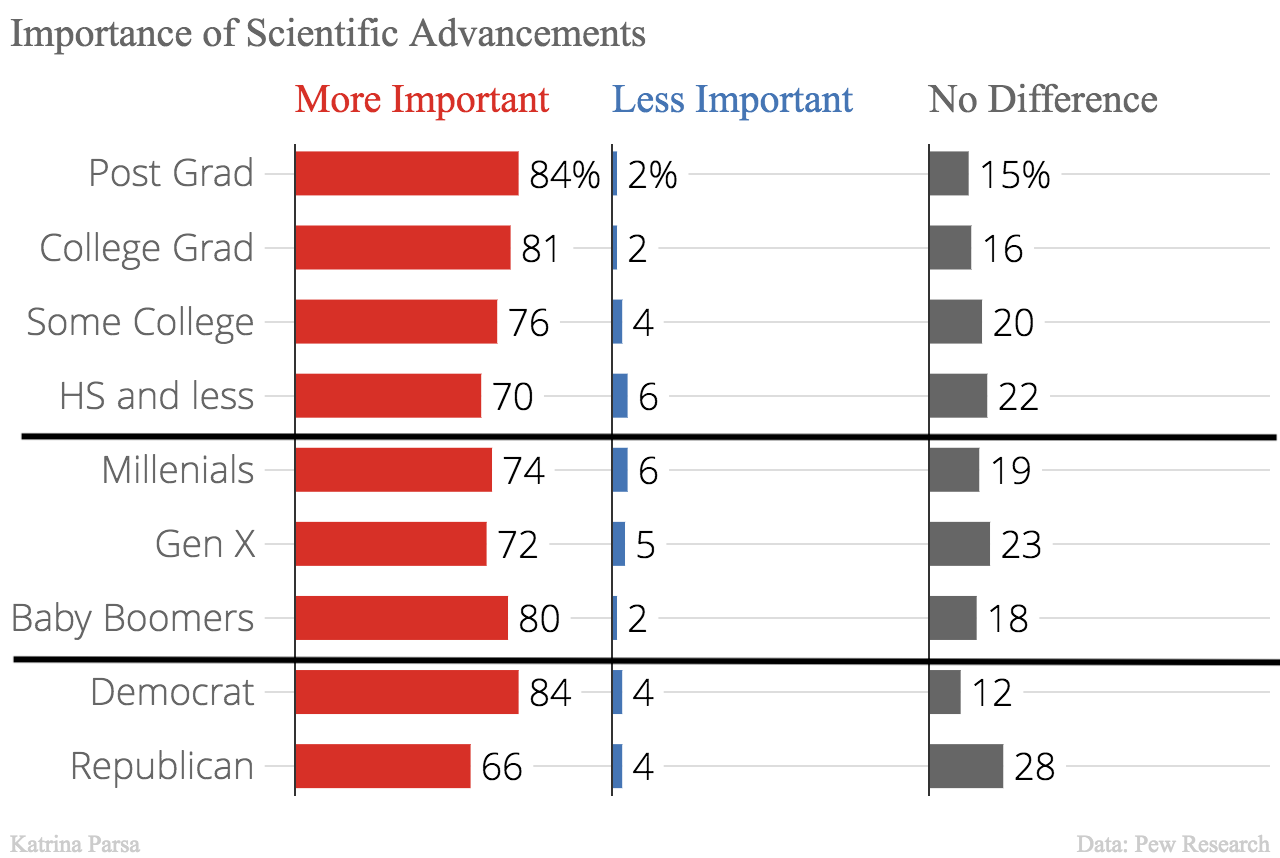 Importance of Scientific Advancements
More Important Less Important No Difference
Post Grad 84% 2% 15%
College Grad 81 2 16
Some College 76 4 20
HS and less 70 6 22
Millenials 74 6 19
Gen X 72 5 23
Baby Boomers 80 2 18
Democrat 84 4 12
Republican 66 4 28
Katrina Parsa Data: Pew Research